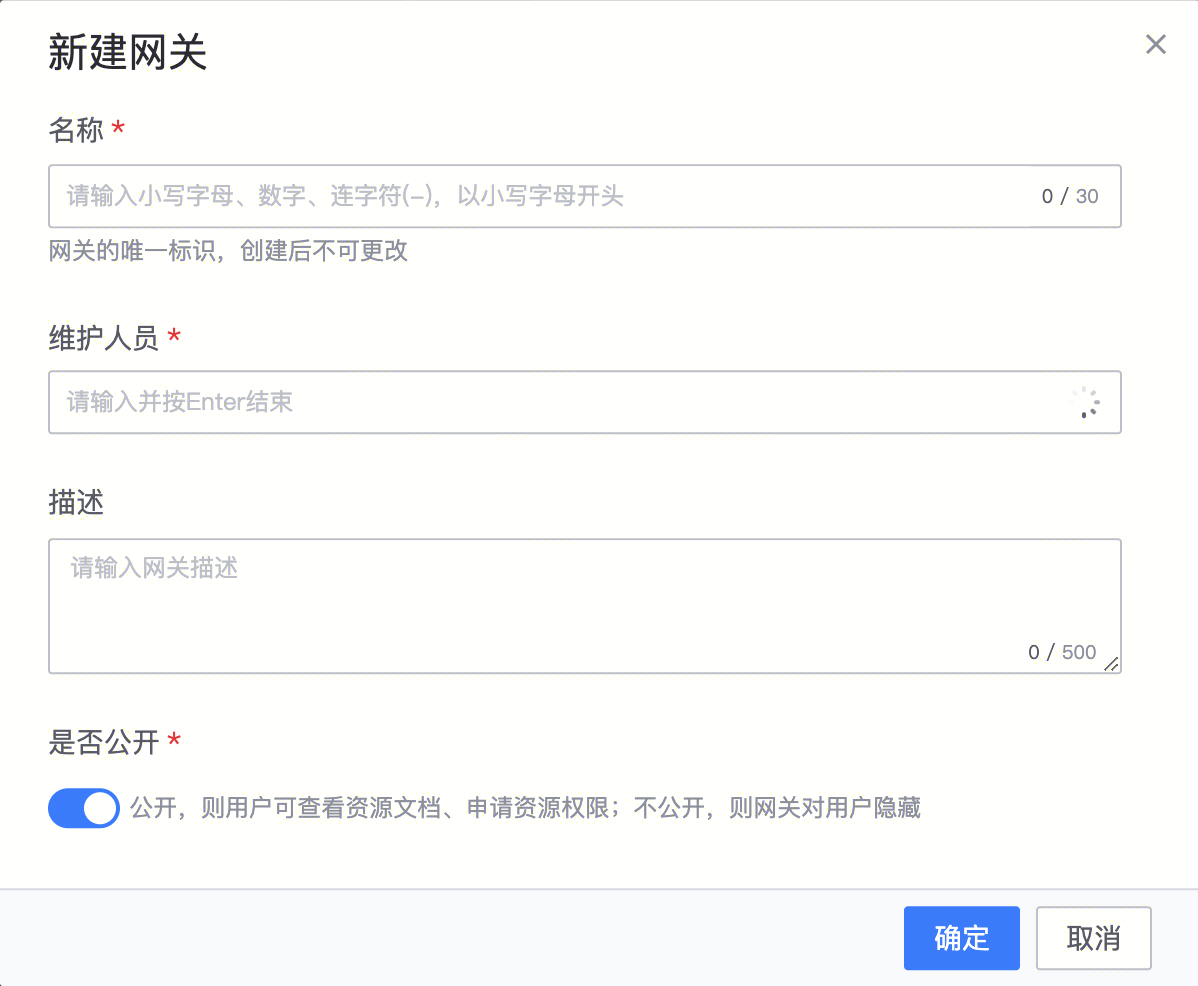 新建网关
名称 *
请输入小写字母、数字、连字符(-)，以小写字母开头
0 / 30
网关的唯一标识，创建后不可更改
维护人员 *
请输入并按Enter结束
描述
请输入网关描述
0 / 500
是否公开 *
公开，则用户可查看资源文档、申请资源权限；不公开，则网关对用户隐藏
确定
取消